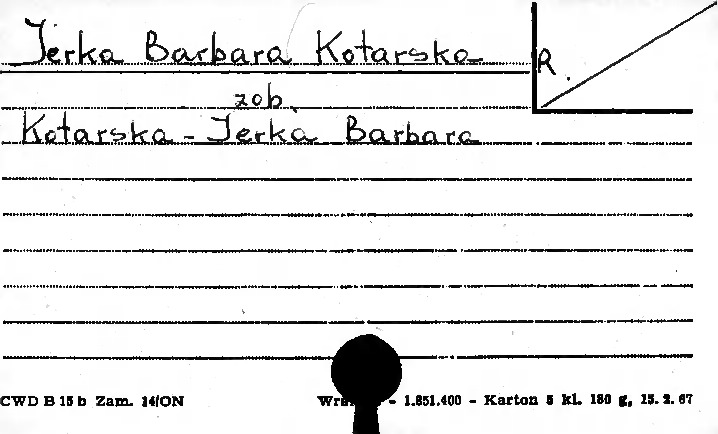 Jerka Barbara Kotarska
R.
zob.
Kotarska - Jerka Barbara
CWD B 15 b Zam. 14/ON - 1.851.400 - Karton 5 kl. 180 g, 15. 2. 67